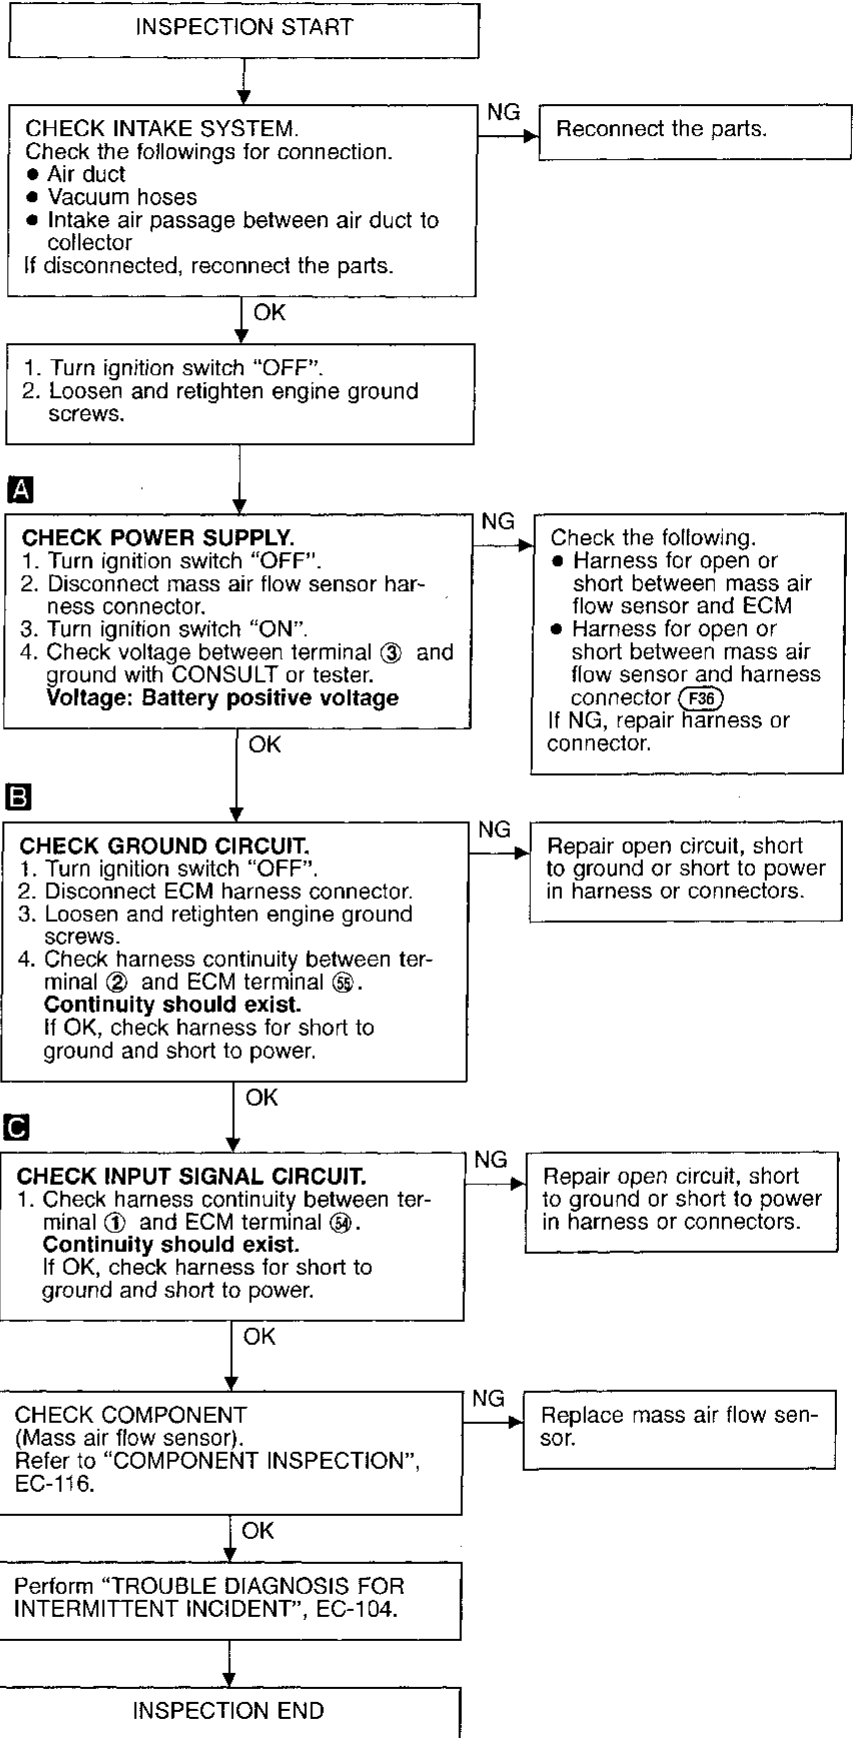 INSPECTION START
CHECK INTAKE SYSTEM.
Check the followings for connection.
● Air duct
● Vacuum hoses
● Intake air passage between air duct to
collector
If disconnected, reconnect the parts.
NG
Reconnect the parts.
OK
1. Turn ignition switch “OFF”.
2. Loosen and retighten engine ground
screws.
A
CHECK POWER SUPPLY.
1. Turn ignition switch “OFF”.
2. Disconnect mass air flow sensor har-
ness connector.
3. Turn ignition switch “ON”.
4. Check voltage between terminal ③ and
ground with CONSULT or tester.
Voltage: Battery positive voltage
NG
Check the following.
● Harness for open or
short between mass air
flow sensor and ECM
● Harness for open or
short between mass air
flow sensor and harness
connector F36
If NG, repair harness or
connector.
OK
B
CHECK GROUND CIRCUIT.
1. Turn ignition switch “OFF”.
2. Disconnect ECM harness connector.
3. Loosen and retighten engine ground
screws.
4. Check harness continuity between ter-
minal ② and ECM terminal 55.
Continuity should exist.
If OK, check harness for short to
ground and short to power.
NG
Repair open circuit, short
to ground or short to power
in harness or connectors.
OK
C
CHECK INPUT SIGNAL CIRCUIT.
1. Check harness continuity between ter-
minal ① and ECM terminal 54.
Continuity should exist.
If OK, check harness for short to
ground and short to power.
NG
Repair open circuit, short
to ground or short to power
in harness or connectors.
OK
CHECK COMPONENT
(Mass air flow sensor).
Refer to “COMPONENT INSPECTION”,
EC-116.
NG
Replace mass air flow sen-
sor.
OK
Perform “TROUBLE DIAGNOSIS FOR
INTERMITTENT INCIDENT”, EC-104.
INSPECTION END